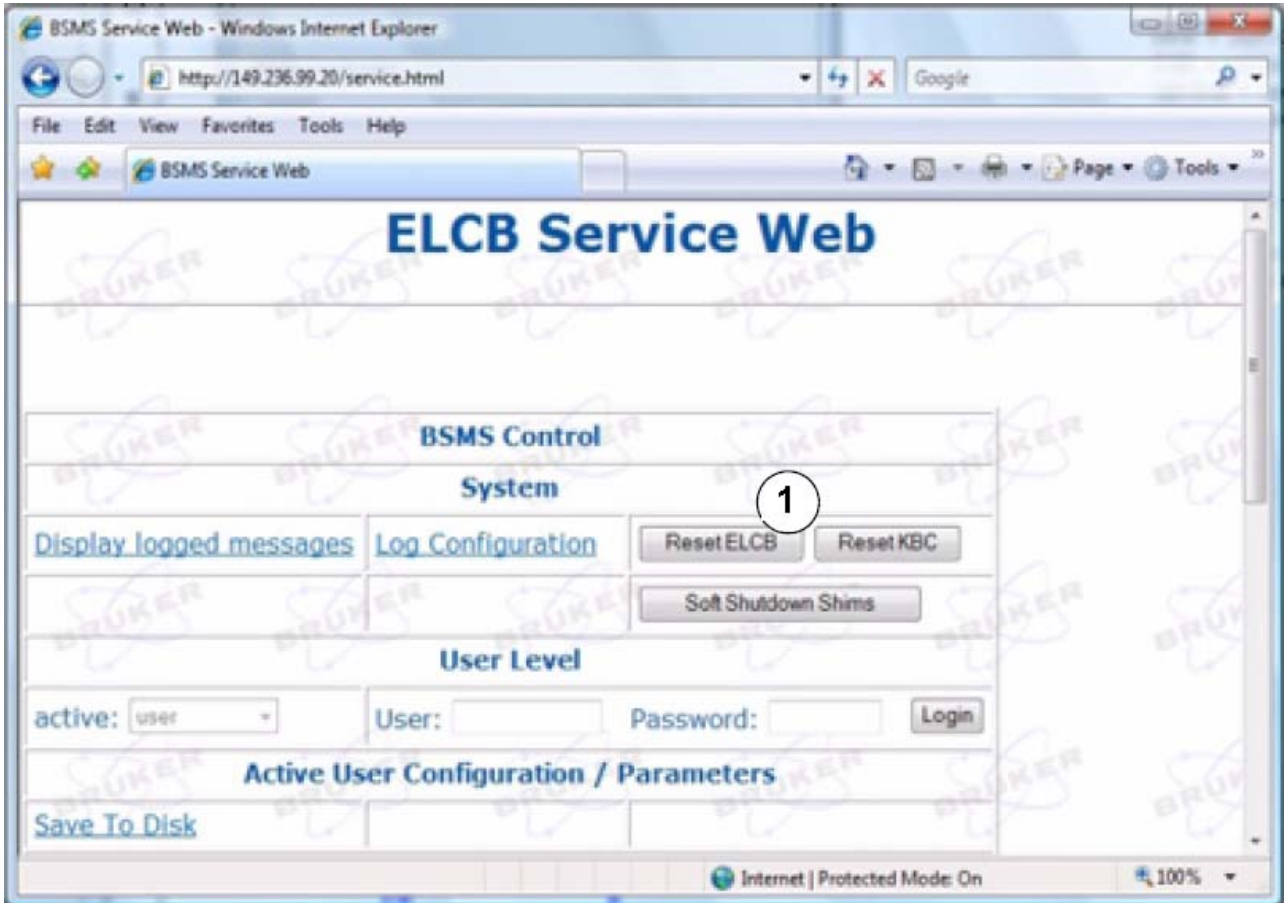 BSMS Service Web - Windows Internet Explorer
http://149.236.99.20/service.html
Google
File Edit View Favorites Tools Help
BSMS Service Web
Page
Tools
ELCB Service Web
BSMS Control
System
1
Display logged messages
Log Configuration
Reset ELCB
Reset KBC
Soft Shutdown Shims
User Level
active: user
User:
Password:
Login
Active User Configuration / Parameters
Save To Disk
BRUKER
Internet | Protected Mode: On
100%